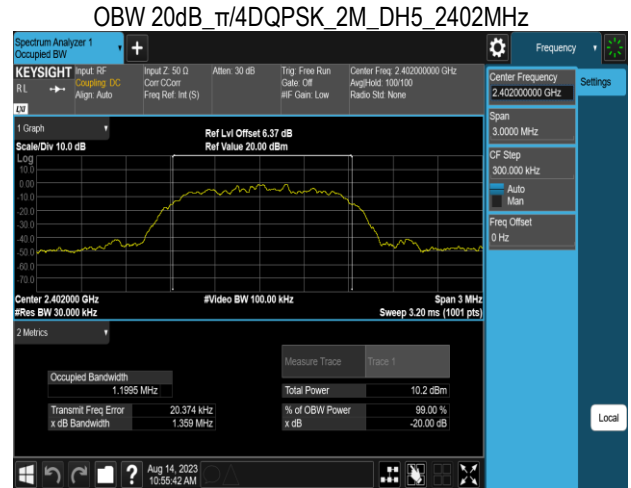 OBW 20dB_π/4DQPSK_2M_DH5_2402MHz
Spectrum Analyzer 1
Occupied BW
+
Frequency
KEYSIGHT
RL
LXI
Input: RF
Coupling: DC
Align: Auto
Input Z: 50 Ω
Corr CCorr
Freq Ref: Int (S)
Atten: 30 dB
Trig: Free Run
Gate: Off
#IF Gain: Low
Center Freq: 2.402000000 GHz
Avg|Hold: 100/100
Radio Std: None
Center Frequency
2.402000000 GHz
Settings
Span
3.0000 MHz
CF Step
300.000 kHz
Auto
Man
Freq Offset
0 Hz
Local
1 Graph
Scale/Div 10.0 dB
Ref Lvl Offset 6.37 dB
Ref Value 20.00 dBm
Log
10.0
0.00
-10.0
-20.0
-30.0
-40.0
-50.0
-60.0
-70.0
Center 2.402000 GHz
#Video BW 100.00 kHz
Span 3 MHz
#Res BW 30.000 kHz
Sweep 3.20 ms (1001 pts)
2 Metrics
Measure Trace
Trace 1
Occupied Bandwidth
1.1995 MHz
Total Power
10.2 dBm
Transmit Freq Error
20.374 kHz
% of OBW Power
99.00 %
x dB Bandwidth
1.359 MHz
x dB
-20.00 dB
?
Aug 14, 2023
10:55:42 AM